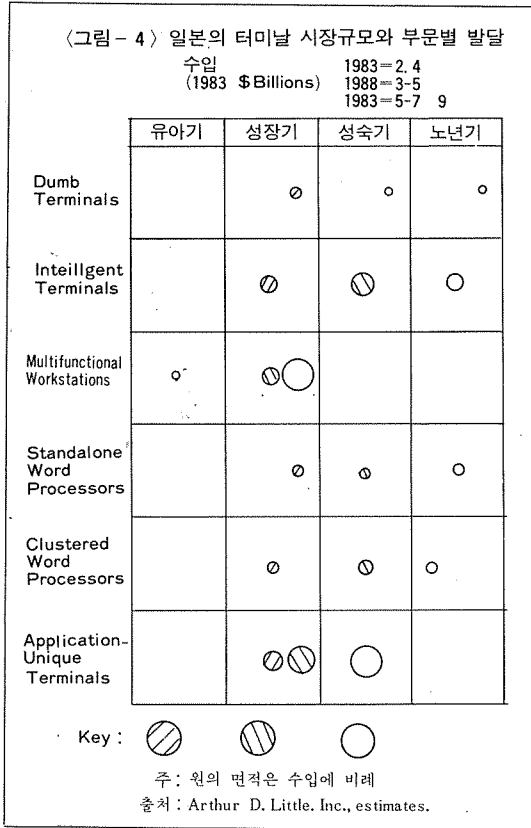 〈그림-4〉 일본의 터미날 시장규모와 부문별 발달
수입
(1983 $Billions)
1983=2.4
1988=3-5
1983=5-7 9
유아기 성장기 성숙기 노년기
Dumb
Terminals
Inteillgent
Terminals
Multifunctional
Workstations
Standalone
Word
Processors
Clustered
Word
Processors
Application-
Unique
Terminals
Key :
주: 원의 면적은 수입에 비례
출처: Arthur D. Little. Inc., estimates.